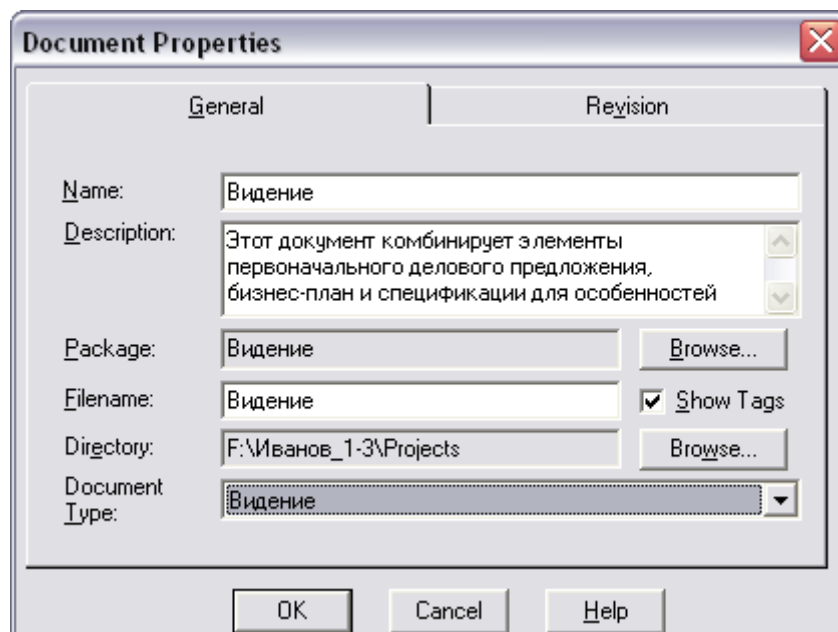 Document Properties
General
Revision
Name:
Видение
Description:
Этот документ комбинирует элементы
первоначального делового предложения,
бизнес-план и спецификации для особенностей
Package:
Видение
Browse...
Filename:
Видение
Show Tags
Directory:
F:\Иванов_1-3\Projects
Browse...
Document
Type:
Видение
OK
Cancel
Help